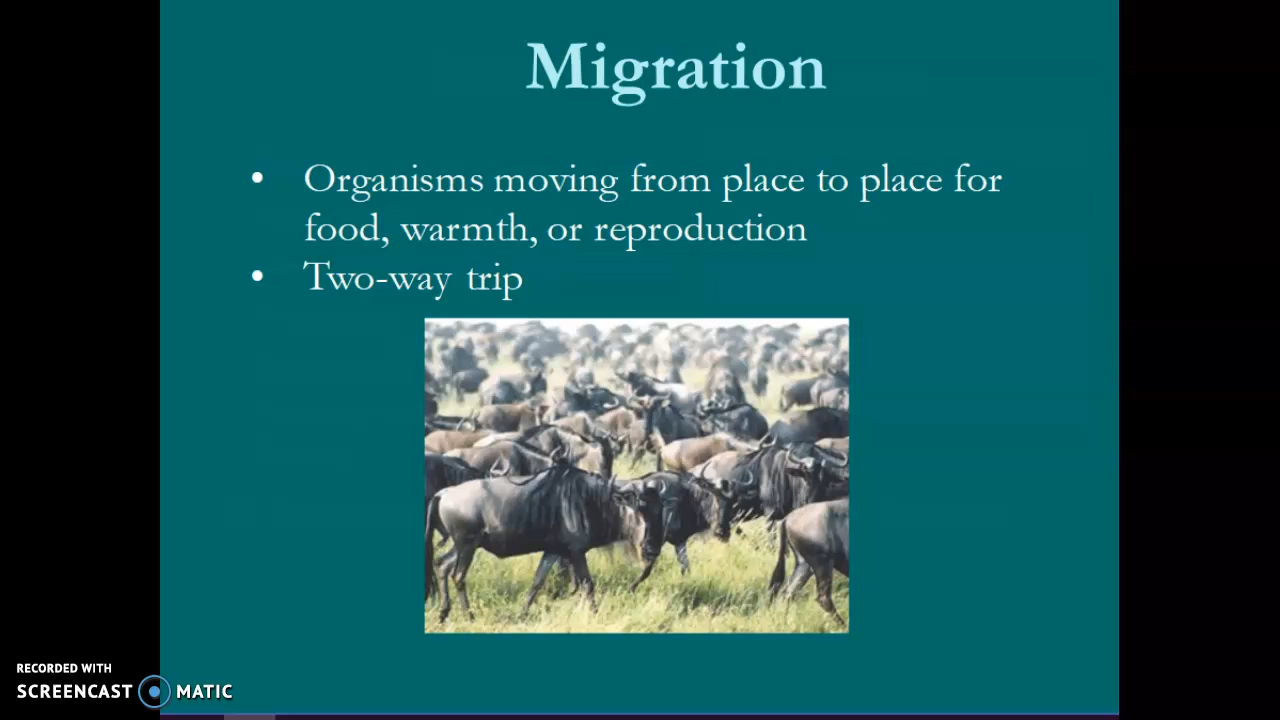 Migration
• Organisms moving from place to place for
food, warmth, or reproduction
• Two-way trip
RECORDED WITH
SCREENCAST MATIC